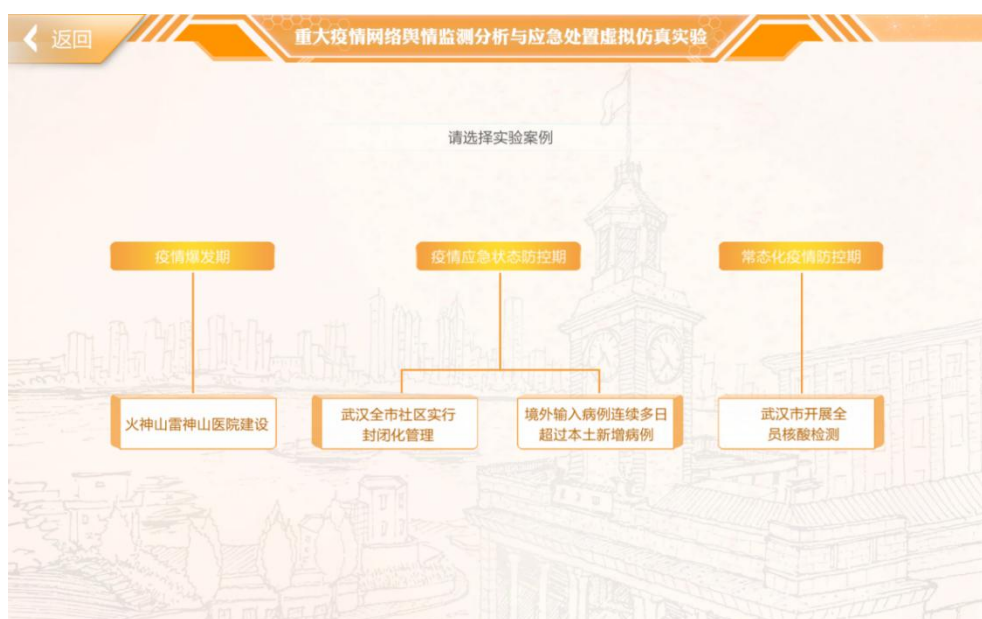 返回
重大疫情网络舆情监测分析与应急处置虚拟仿真实验
请选择实验案例
疫情爆发期
疫情应急状态防控期
常态化疫情防控期
火神山雷神山医院建设
武汉全市社区实行
封闭化管理
境外输入病例连续多日
超过本土新增病例
武汉市开展全
员核酸检测